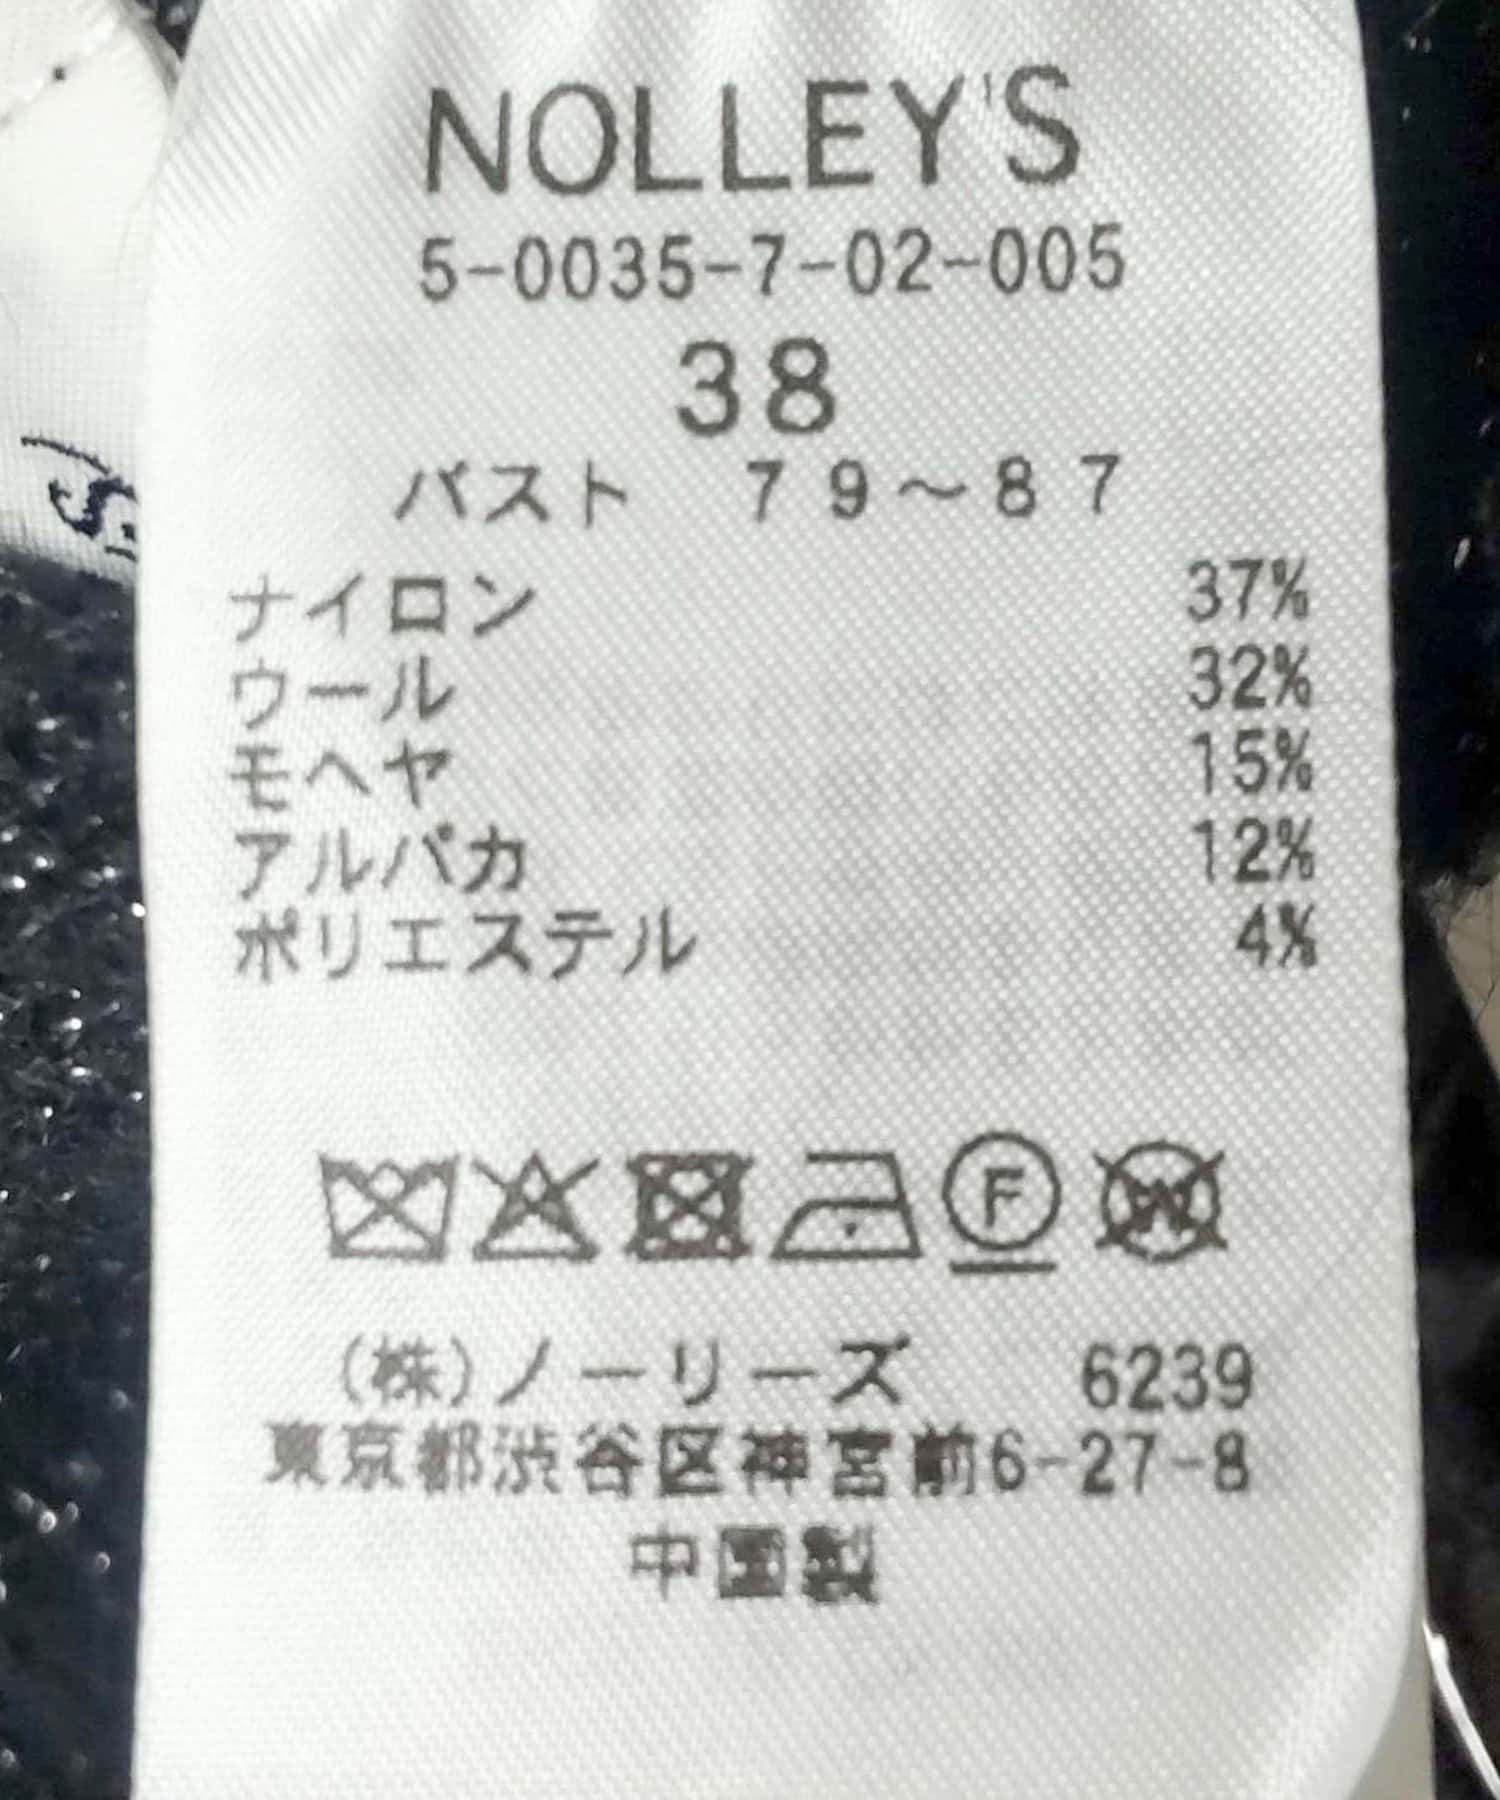 NOLLEY'S
5-0035-7-02-005
38
バスト 79～87
ナイロン 37%
ウール 32%
モヘヤ 15%
アルパカ 12%
ポリエステル 4%
F
W
(株)ノーリーズ 6239
東京都渋谷区神宮前6-27-8
中国製